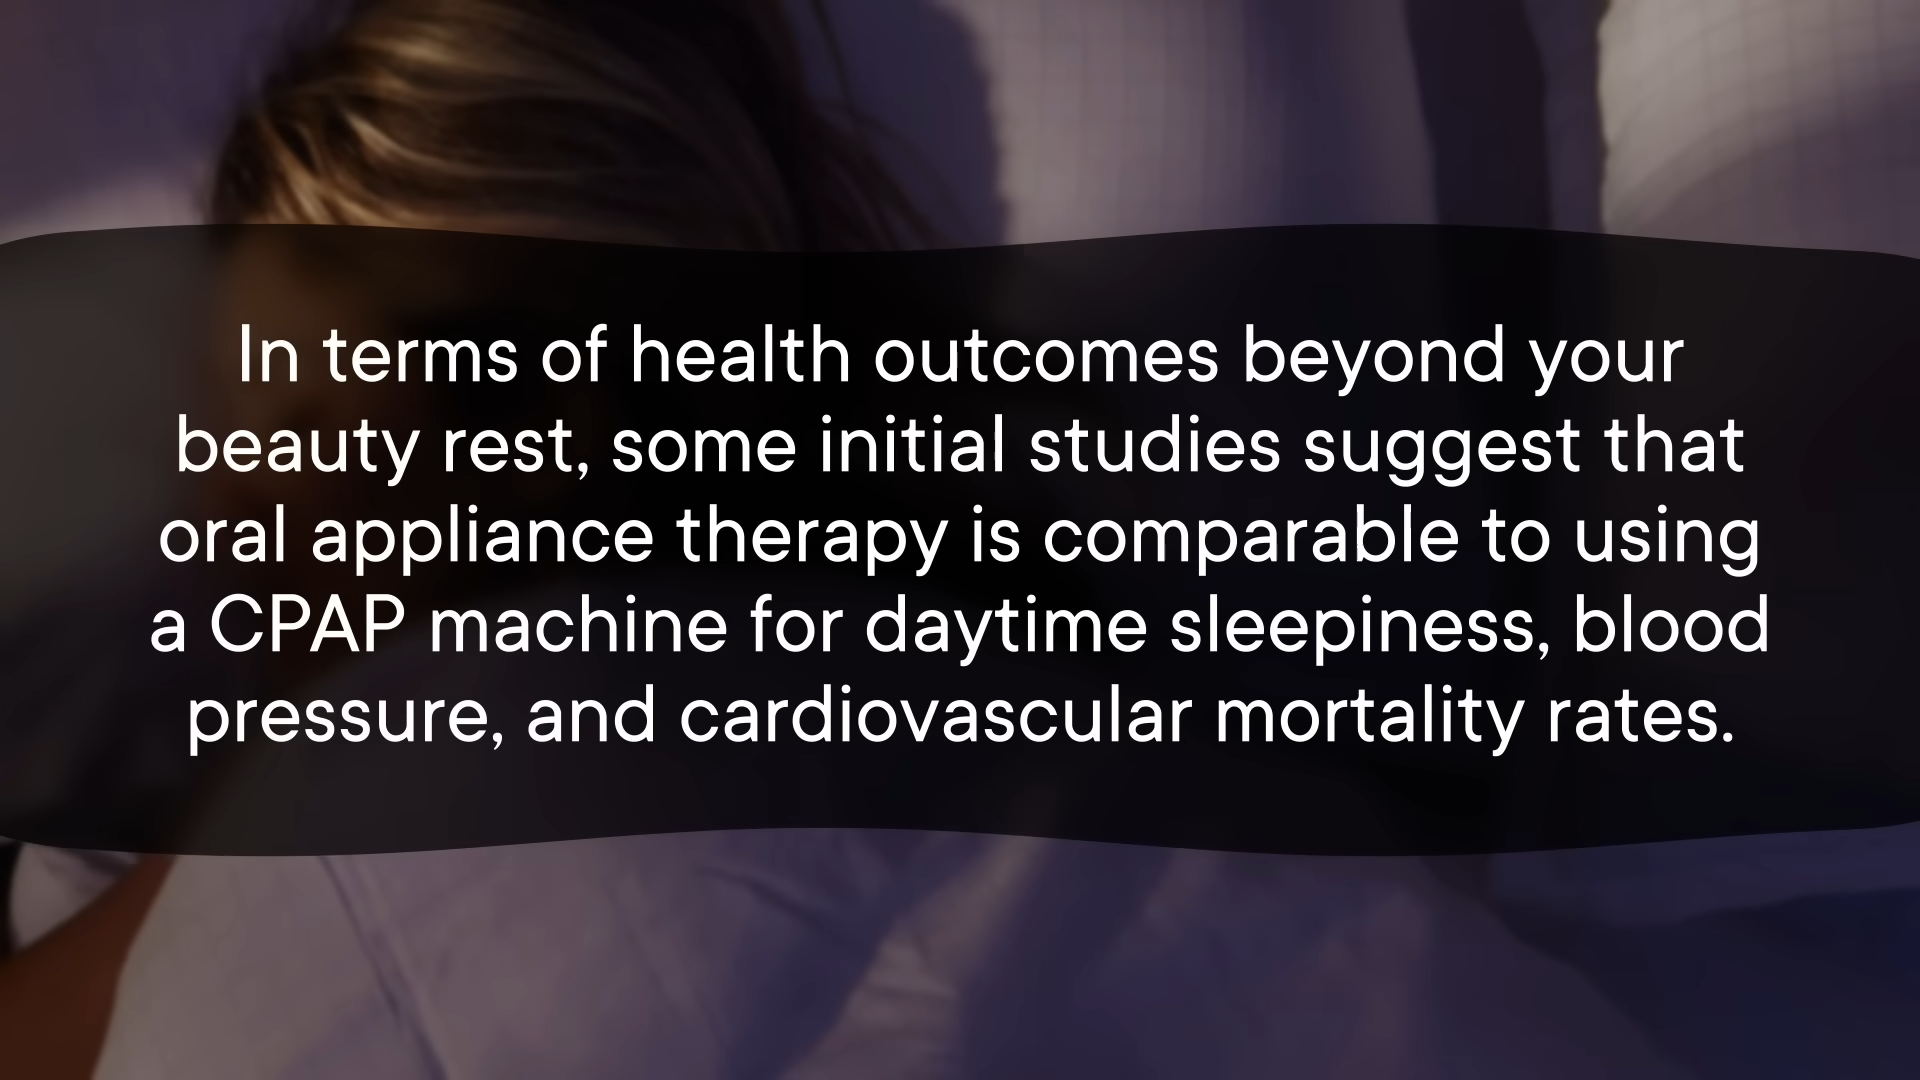 In terms of health outcomes beyond your
beauty rest, some initial studies suggest that
oral appliance therapy is comparable to using
a CPAP machine for daytime sleepiness, blood
pressure, and cardiovascular mortality rates.